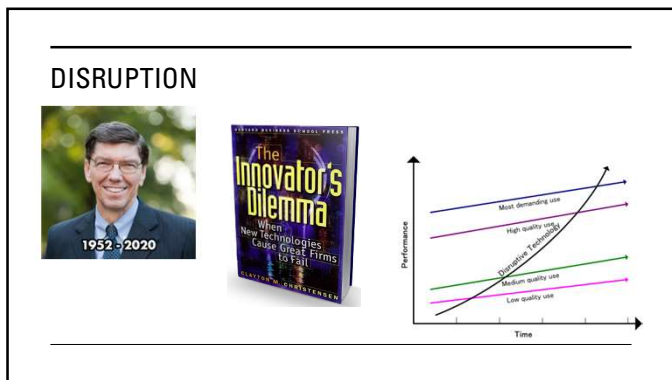 DISRUPTION
1952 - 2020
HARVARD BUSINESS SCHOOL PRESS
The
Innovator's
Dilemma
When
New Technologies
Cause Great Firms
to Fail
CLAYTON M. CHRISTENSEN
Performance
Most demanding use
High quality use
Disruptive Technology
Medium quality use
Low quality use
Time